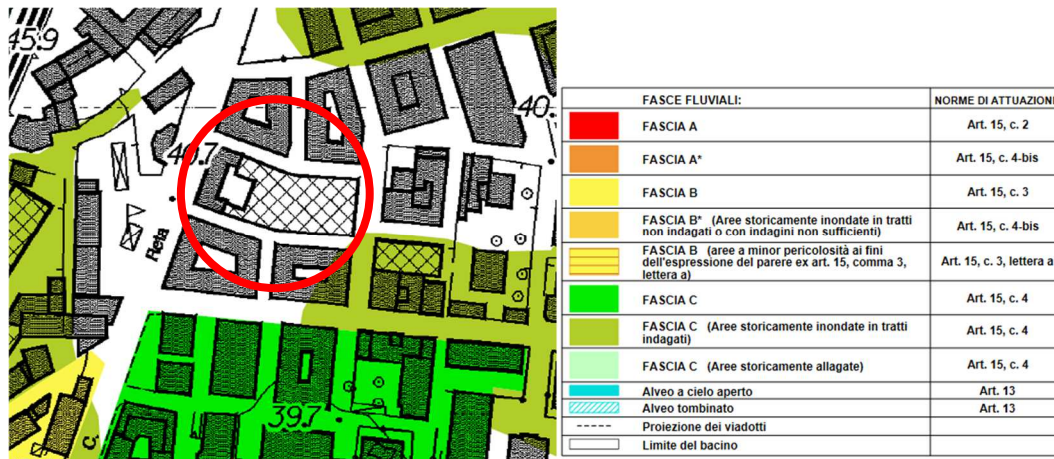 45.9
40.
40.7
Reta
39.7
C.
FASCE FLUVIALI: NORME DI ATTUAZIONE
FASCIA A Art. 15, c. 2
FASCIA A* Art. 15, c. 4-bis
FASCIA B Art. 15, c. 3
FASCIA B* (Aree storicamente inondate in tratti
non indagati o con indagini non sufficienti) Art. 15, c. 4-bis
FASCIA B (aree a minor pericolosità ai fini
dell'espressione del parere ex art. 15, comma 3,
lettera a) Art. 15, c. 3, lettera a
FASCIA C Art. 15, c. 4
FASCIA C (Aree storicamente inondate in tratti
indagati) Art. 15, c. 4
FASCIA C (Aree storicamente allagate) Art. 15, c. 4
Alveo a cielo aperto Art. 13
Alveo tombinato Art. 13
Proiezione dei viadotti
Limite del bacino